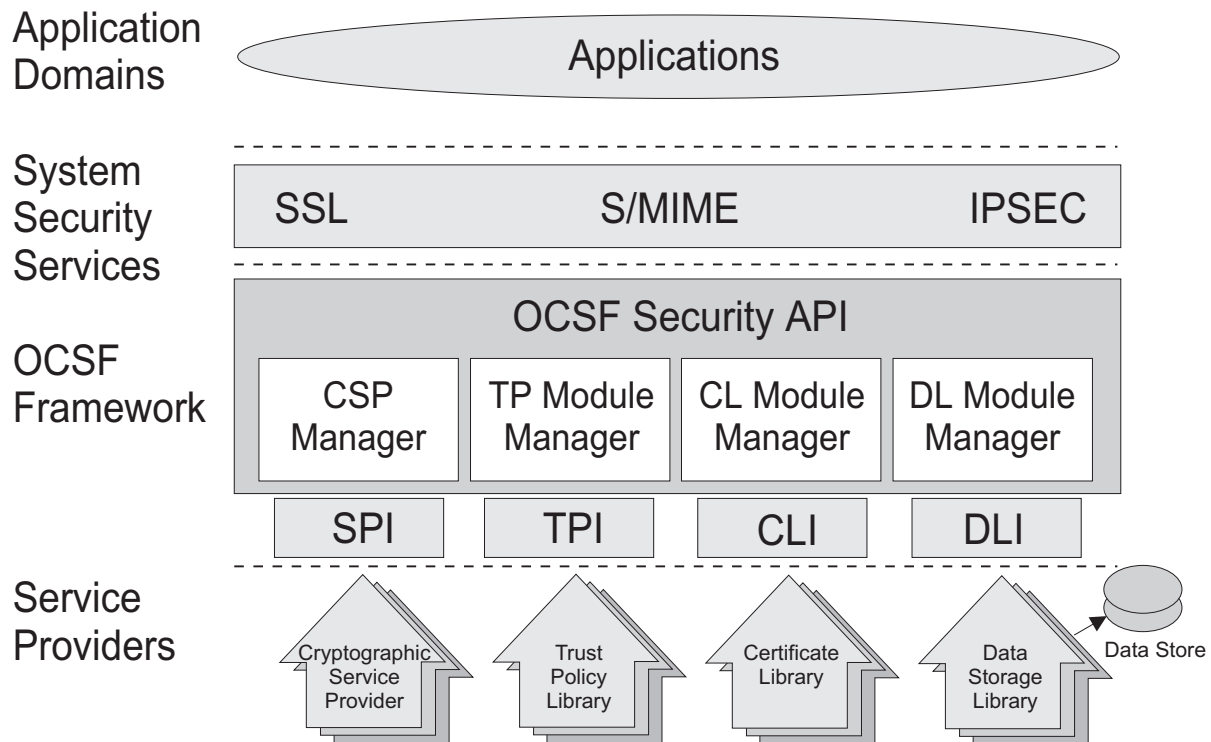 Application
Domains
Applications
System
Security
Services
SSL
S/MIME
IPSEC
OCSF
Framework
OCSF Security API
CSP
Manager
TP Module
Manager
CL Module
Manager
DL Module
Manager
SPI
TPI
CLI
DLI
Service
Providers
Cryptographic
Service
Provider
Trust
Policy
Library
Certificate
Library
Data
Storage
Library
Data Store